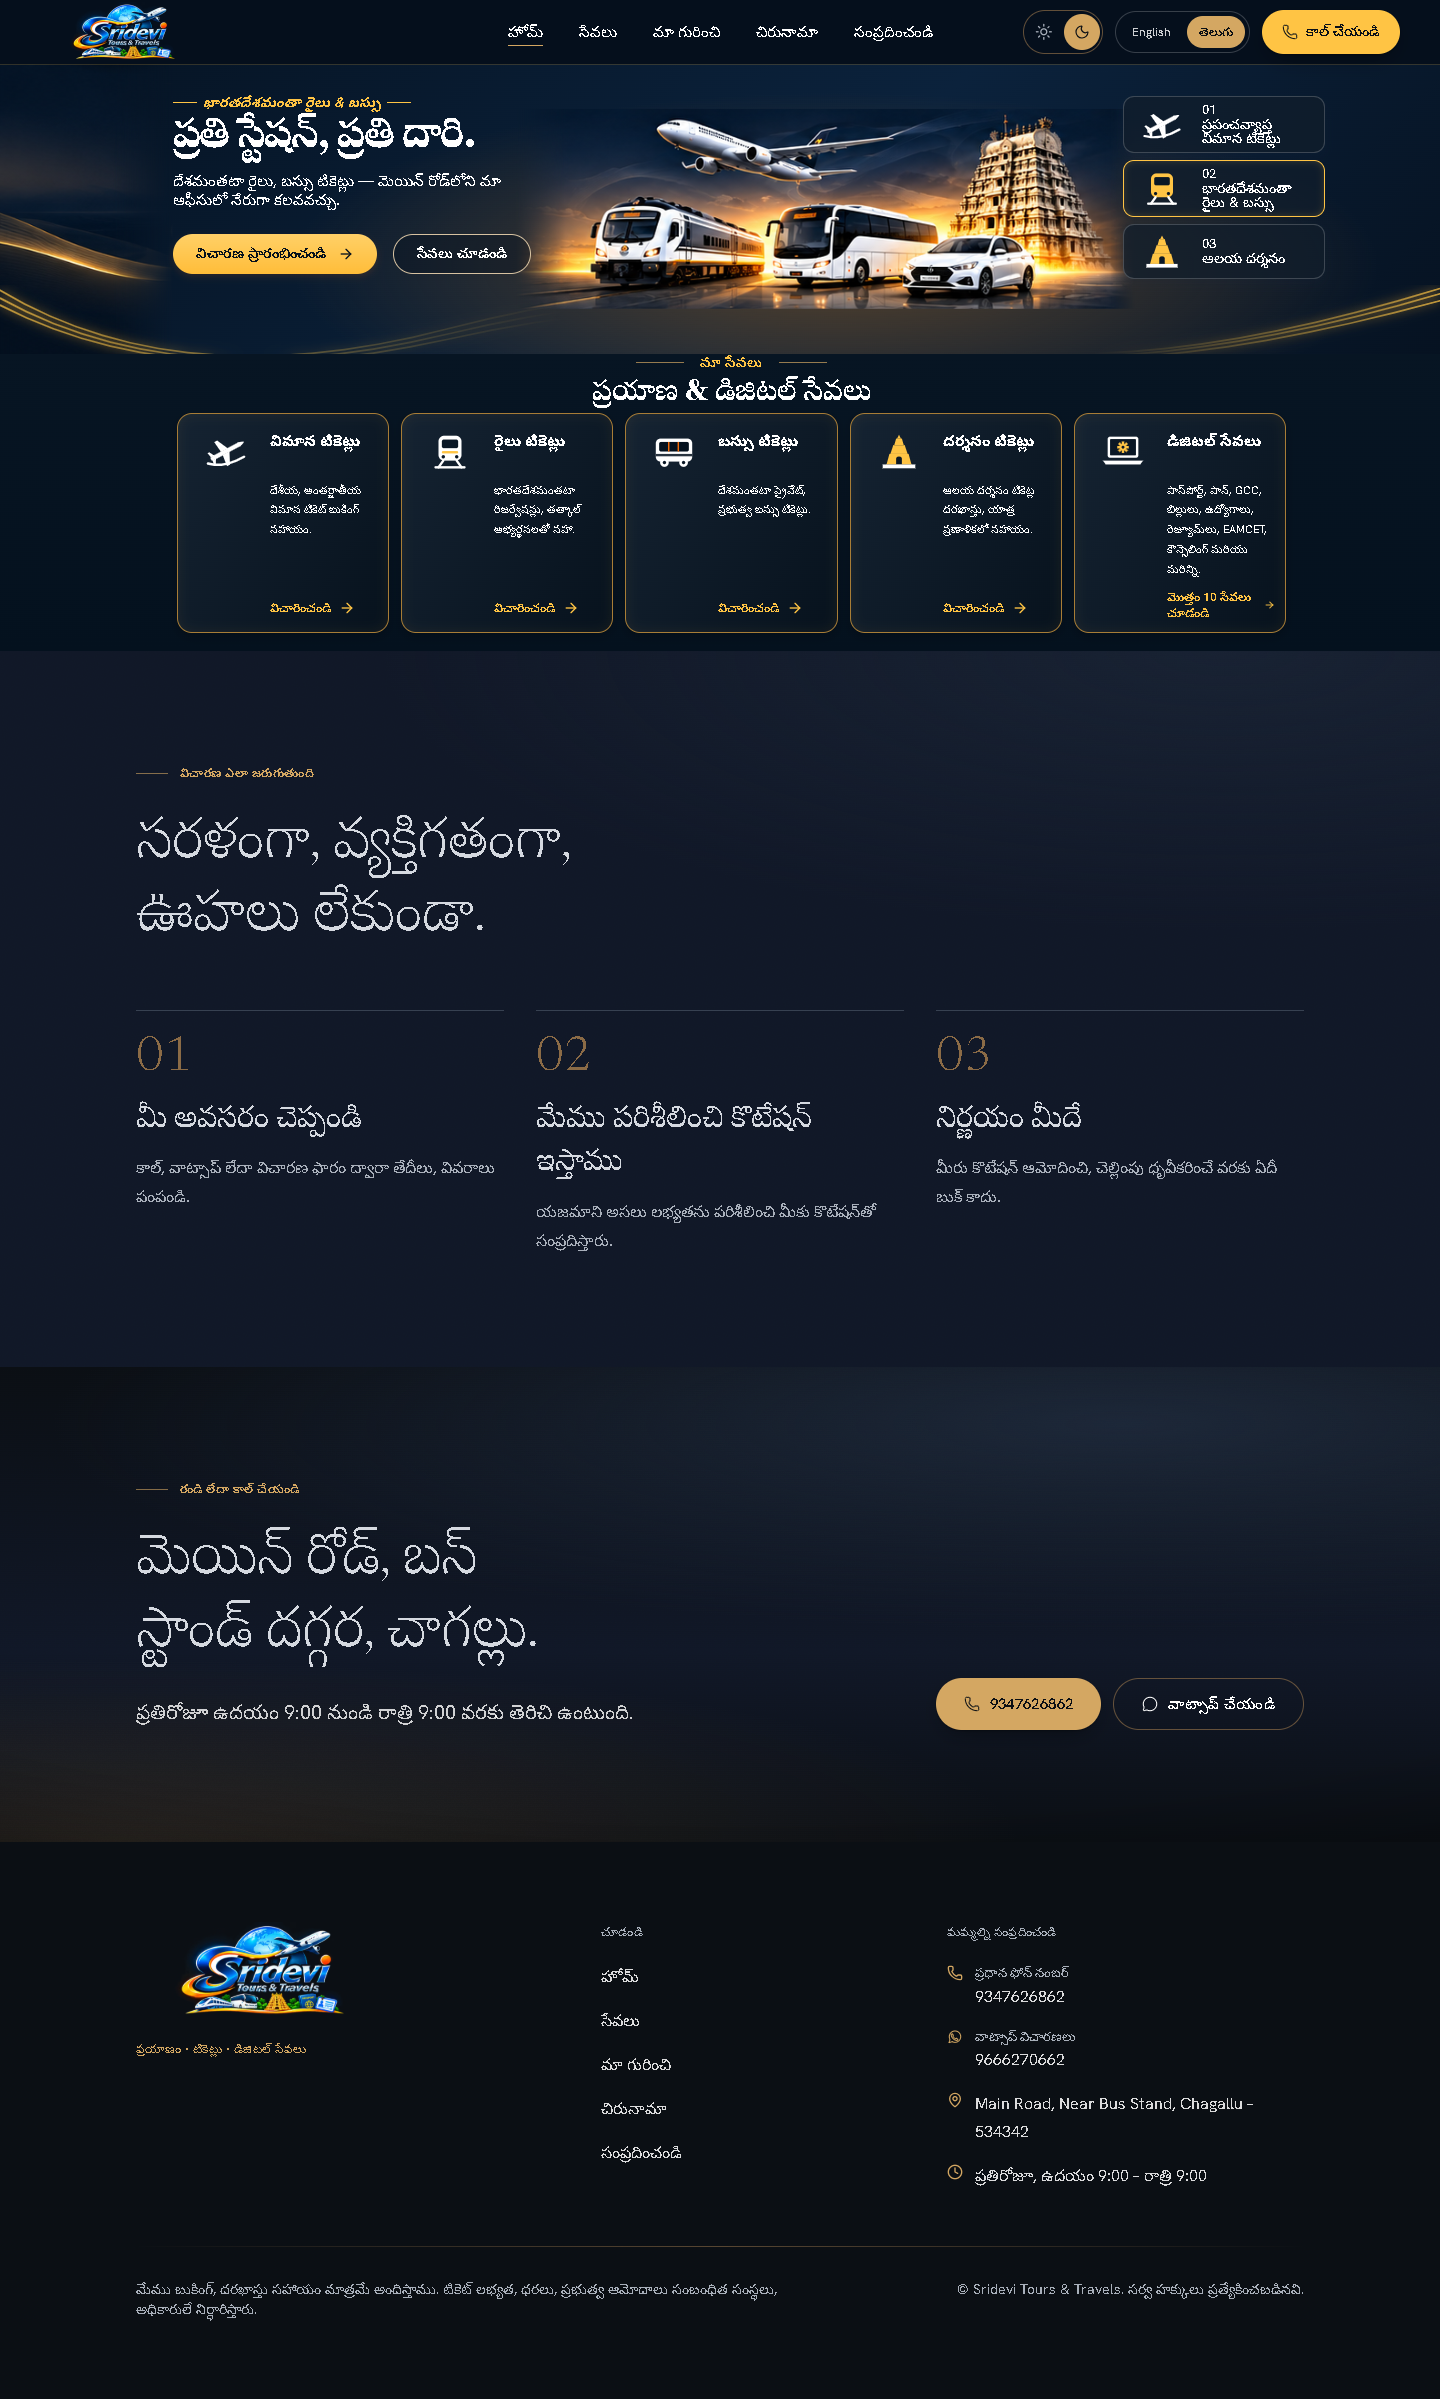 Sridevi
Tours & Travels
హోమ్
సేవలు
మా గురించి
చిరునామా
సంప్రదించండి
English
తెలుగు
కాల్ చేయండి
భారతదేశమంతా రైలు & బస్సు
ప్రతి స్టేషన్, ప్రతి దారి.
దేశమంతటా రైలు, బస్సు టికెట్లు — మెయిన్ రోడ్‌లోని మా
ఆఫీసులో నేరుగా కలవవచ్చు.
విచారణ ప్రారంభించండి
సేవలు చూడండి
01
ప్రపంచవ్యాప్త
విమాన టికెట్లు
02
భారతదేశమంతా
రైలు & బస్సు
03
ఆలయ దర్శనం
మా సేవలు
ప్రయాణ & డిజిటల్ సేవలు
విమాన టికెట్లు
దేశీయ, అంతర్జాతీయ
విమాన టికెట్ బుకింగ్
సహాయం.
విచారించండి
రైలు టికెట్లు
భారతదేశమంతటా
రిజర్వేషన్లు, తత్కాల్
అభ్యర్థనలతో సహా.
విచారించండి
బస్సు టికెట్లు
దేశమంతటా ప్రైవేట్,
ప్రభుత్వ బస్సు టికెట్లు.
విచారించండి
దర్శనం టికెట్లు
ఆలయ దర్శనం టికెట్ల
దరఖాస్తు, యాత్ర
ప్రణాళికలో సహాయం.
విచారించండి
డిజిటల్ సేవలు
పాస్‌పోర్ట్, పాన్, GCC,
బిల్లులు, ఉద్యోగాలు,
రెజ్యూమ్‌లు, EAMCET,
కౌన్సెలింగ్ మరియు
మరిన్ని.
మొత్తం 10 సేవలు
చూడండి
విచారణ ఎలా జరుగుతుంది
సరళంగా, వ్యక్తిగతంగా,
ఊహలు లేకుండా.
01
మీ అవసరం చెప్పండి
కాల్, వాట్సాప్ లేదా విచారణ ఫారం ద్వారా తేదీలు, వివరాలు
పంపండి.
02
మేము పరిశీలించి కొటేషన్
ఇస్తాము
యజమాని అసలు లభ్యతను పరిశీలించి మీకు కొటేషన్‌తో
సంప్రదిస్తారు.
03
నిర్ణయం మీదే
మీరు కొటేషన్ ఆమోదించి, చెల్లింపు ధృవీకరించే వరకు ఏదీ
బుక్ కాదు.
రండి లేదా కాల్ చేయండి
మెయిన్ రోడ్, బస్
స్టాండ్ దగ్గర, చాగల్లు.
ప్రతిరోజూ ఉదయం 9:00 నుండి రాత్రి 9:00 వరకు తెరిచి ఉంటుంది.
9347626862
వాట్సాప్ చేయండి
Sridevi
Tours & Travels
ప్రయాణం • టికెట్లు • డిజిటల్ సేవలు
చూడండి
హోమ్
సేవలు
మా గురించి
చిరునామా
సంప్రదించండి
మమ్మల్ని సంప్రదించండి
ప్రధాన ఫోన్ నంబర్
9347626862
వాట్సాప్ విచారణలు
9666270662
Main Road, Near Bus Stand, Chagallu –
534342
ప్రతిరోజూ, ఉదయం 9:00 – రాత్రి 9:00
మేము బుకింగ్, దరఖాస్తు సహాయం మాత్రమే అందిస్తాము. టికెట్ లభ్యత, ధరలు, ప్రభుత్వ ఆమోదాలు సంబంధిత సంస్థలు,
అధికారులే నిర్ధారిస్తారు.
© Sridevi Tours & Travels. సర్వ హక్కులు ప్రత్యేకించబడినవి.